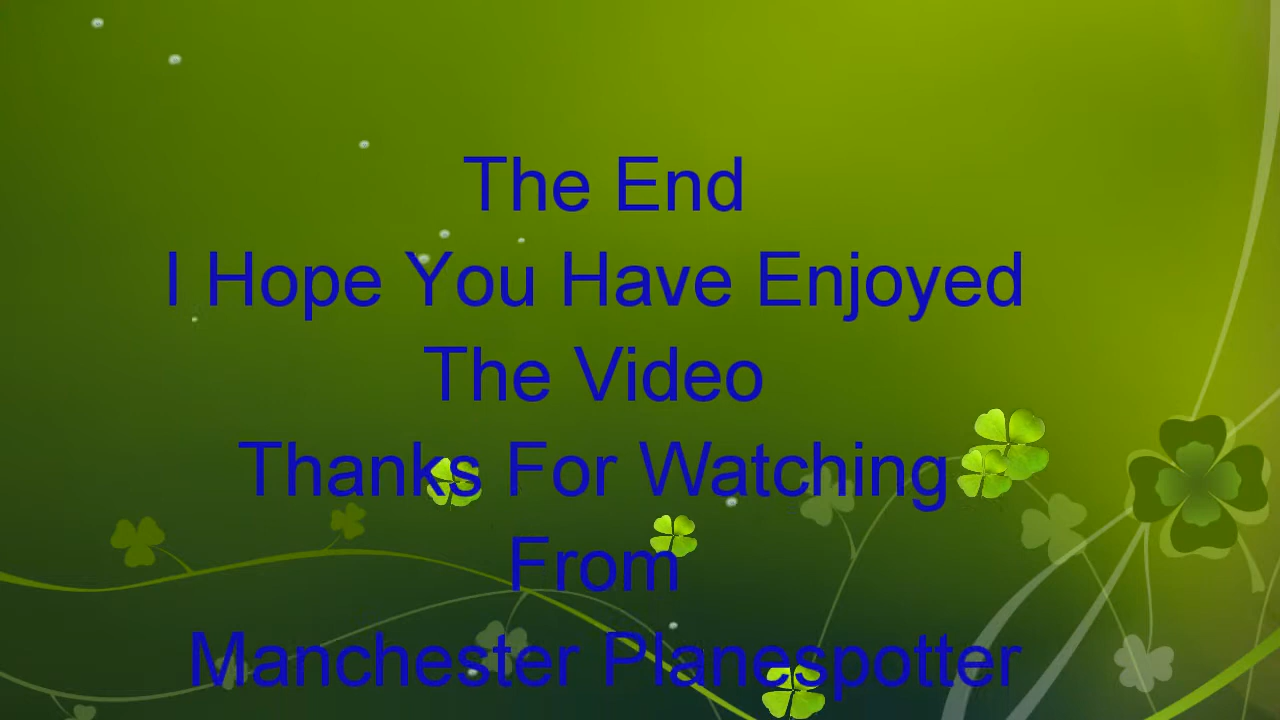 The End
I Hope You Have Enjoyed
The Video
Thanks For Watching
From
Manchester Planespotter